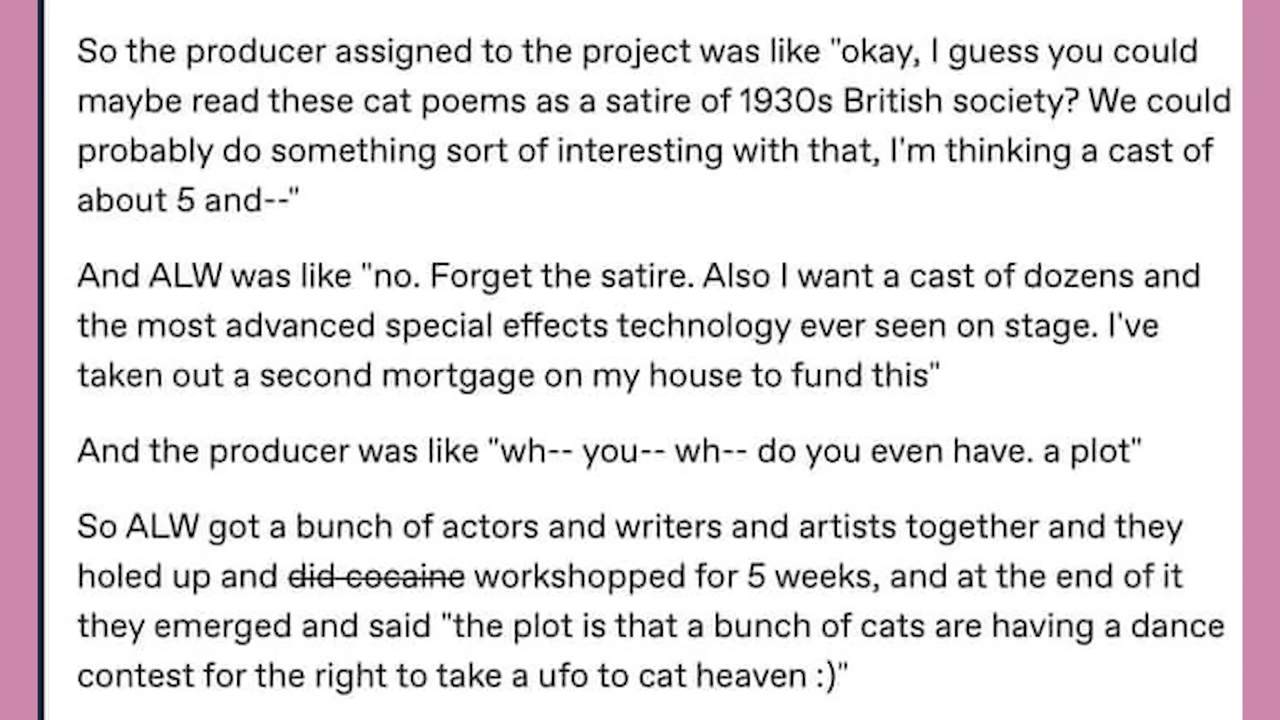 So the producer assigned to the project was like "okay, I guess you could
maybe read these cat poems as a satire of 1930s British society? We could
probably do something sort of interesting with that, I'm thinking a cast of
about 5 and--"
And ALW was like "no. Forget the satire. Also I want a cast of dozens and
the most advanced special effects technology ever seen on stage. I've
taken out a second mortgage on my house to fund this"
And the producer was like "wh-- you-- wh-- do you even have. a plot"
So ALW got a bunch of actors and writers and artists together and they
holed up and did cocaine workshopped for 5 weeks, and at the end of it
they emerged and said "the plot is that a bunch of cats are having a dance
contest for the right to take a ufo to cat heaven :)"